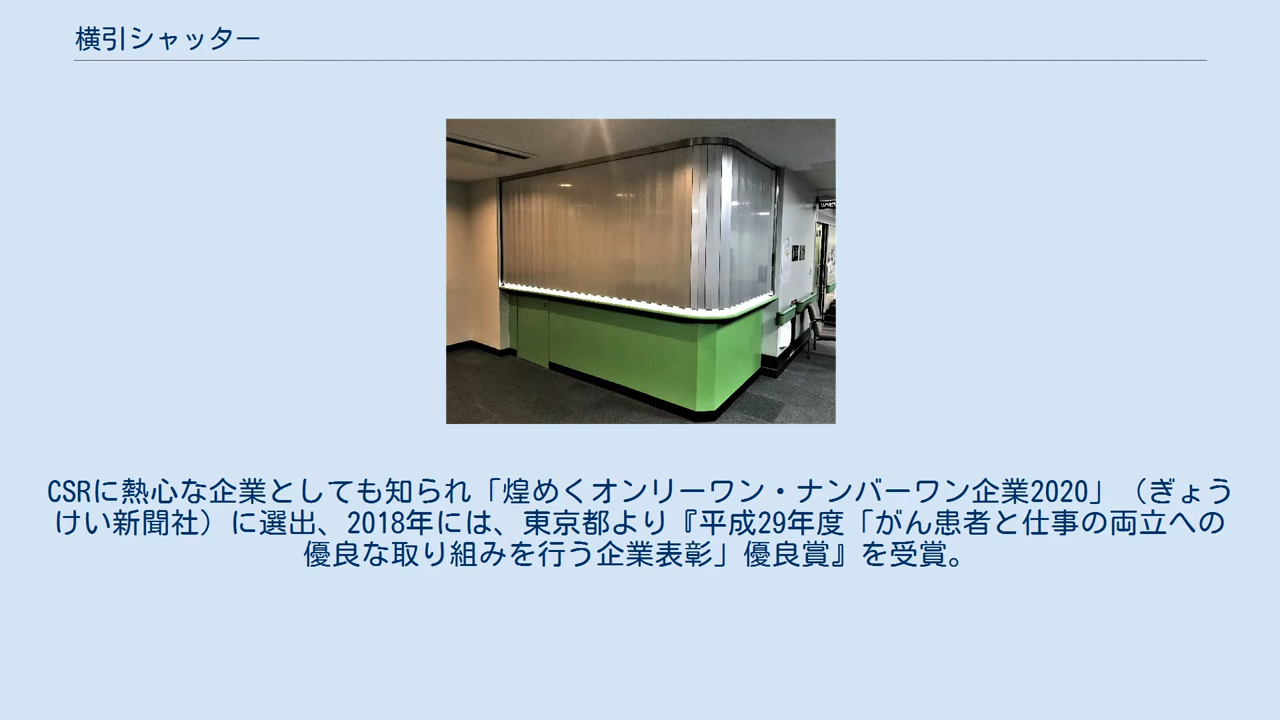 横引シャッター
CSRに熱心な企業としても知られ「煌めくオンリーワン・ナンバーワン企業2020」（ぎょう
けい新聞社）に選出、2018年には、東京都より『平成29年度「がん患者と仕事の両立への
優良な取り組みを行う企業表彰」優良賞』を受賞。